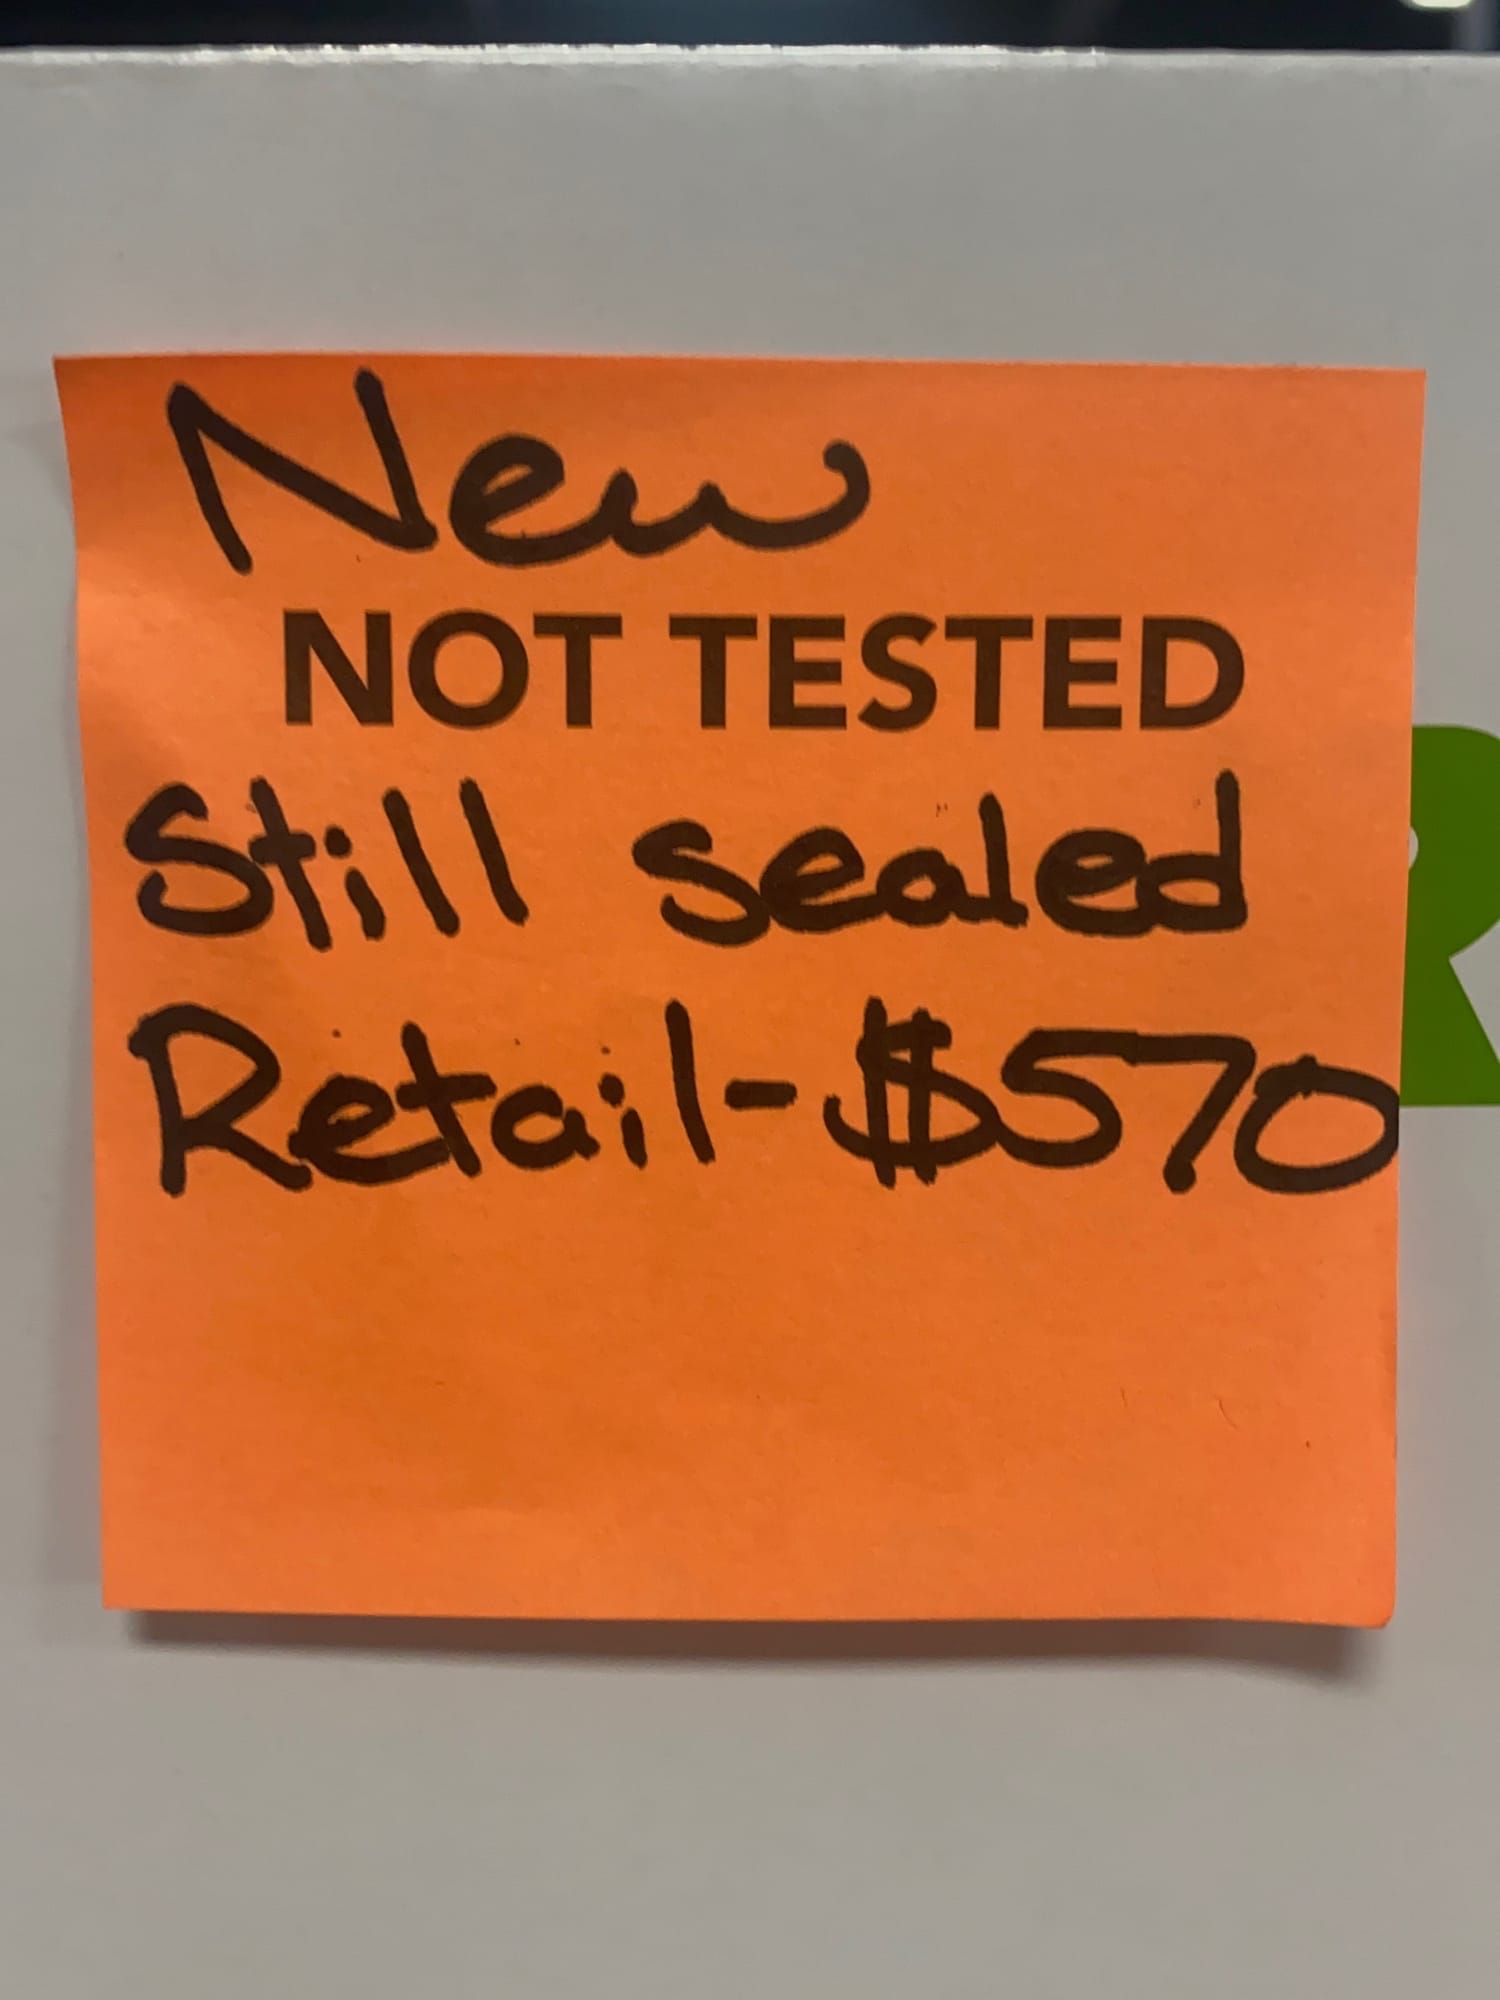 New
NOT TESTED
Still sealed
Retail-$570
R